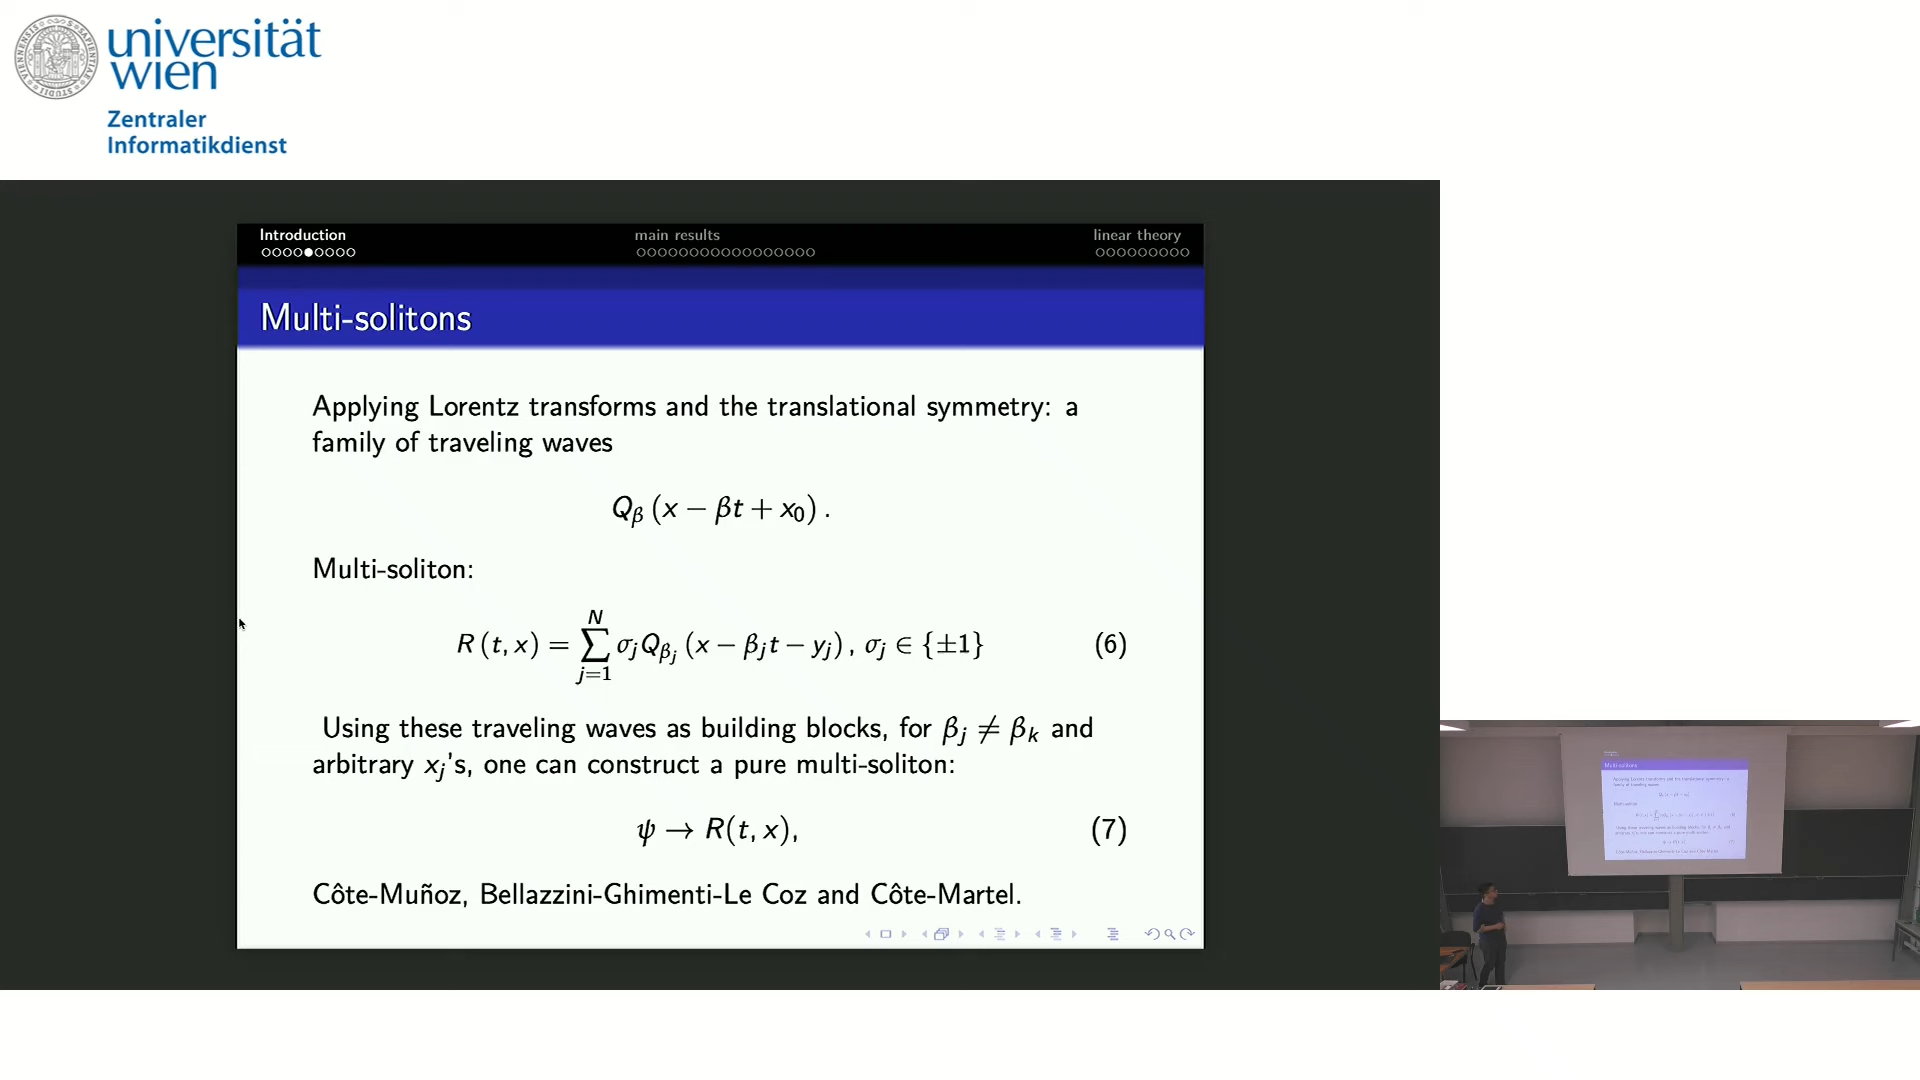 universität
wien
Zentraler
Informatikdienst
Introduction
main results
linear theory
Multi-solitons
Applying Lorentz transforms and the translational symmetry: a
family of traveling waves
Q_β (x − βt + x₀) .
Multi-soliton:
R (t, x) = ∑_{j=1}^{N} σ_j Q_{β_j} (x − β_j t − y_j) , σ_j ∈ {±1} (6)
Using these traveling waves as building blocks, for β_j ≠ β_k and
arbitrary x_j's, one can construct a pure multi-soliton:
ψ → R(t, x), (7)
Côte-Muñoz, Bellazzini-Ghimenti-Le Coz and Côte-Martel.